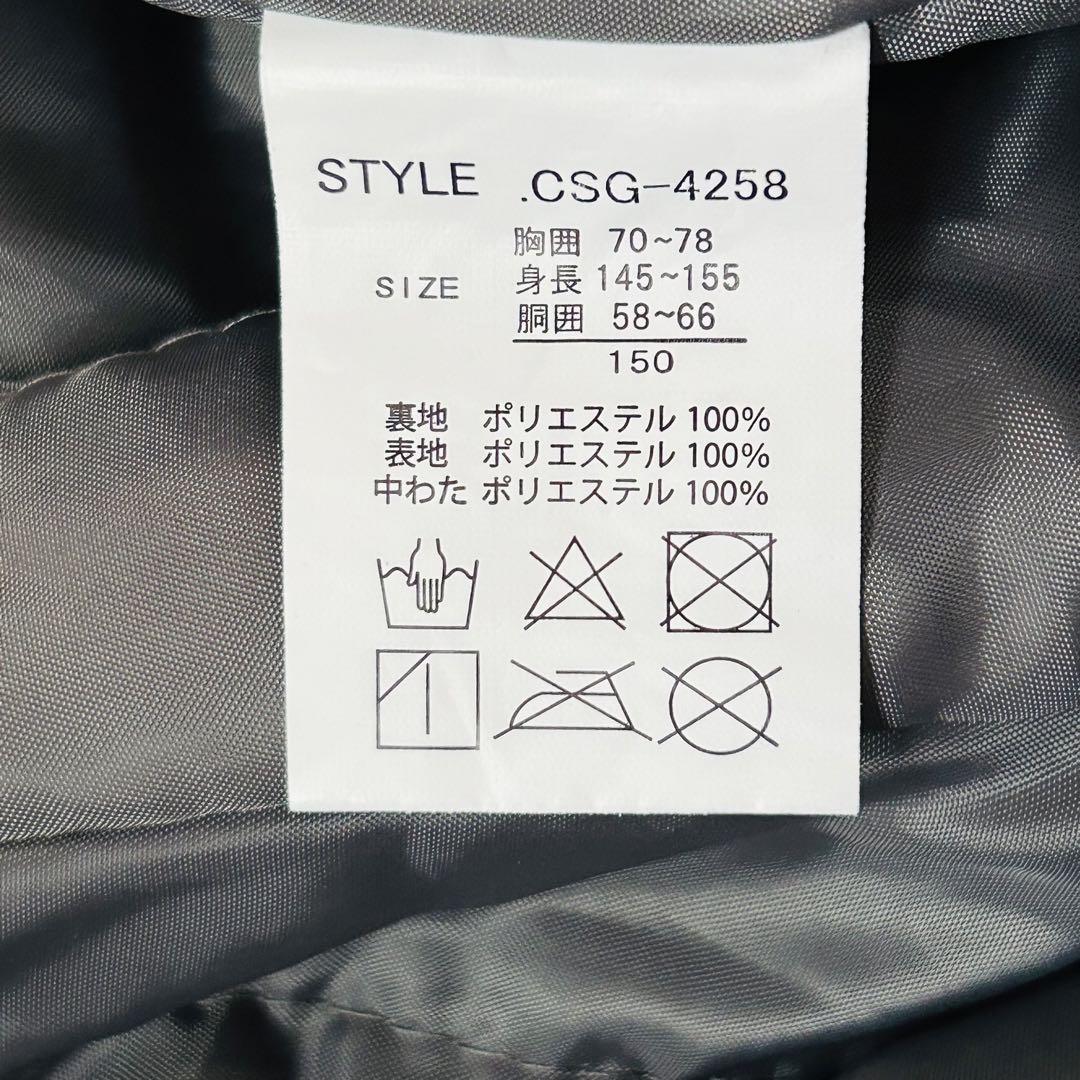 STYLE .CSG-4258
胸囲 70~78
SIZE 身長 145~155
胴囲 58~66
150
裏地 ポリエステル 100%
表地 ポリエステル 100%
中わた ポリエステル 100%